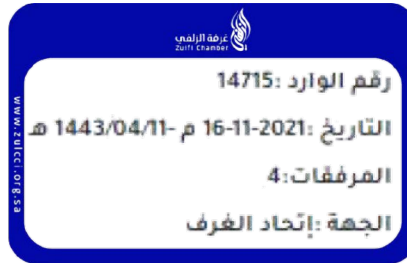 غرفة الزلفي
Zulfi Chamber
رقم الوارد :14715
التاريخ :2021-11-16 م -1443/04/11 هـ
المرفقات:4
الجهة :إتحاد الغرف
www.zulcci.org.sa